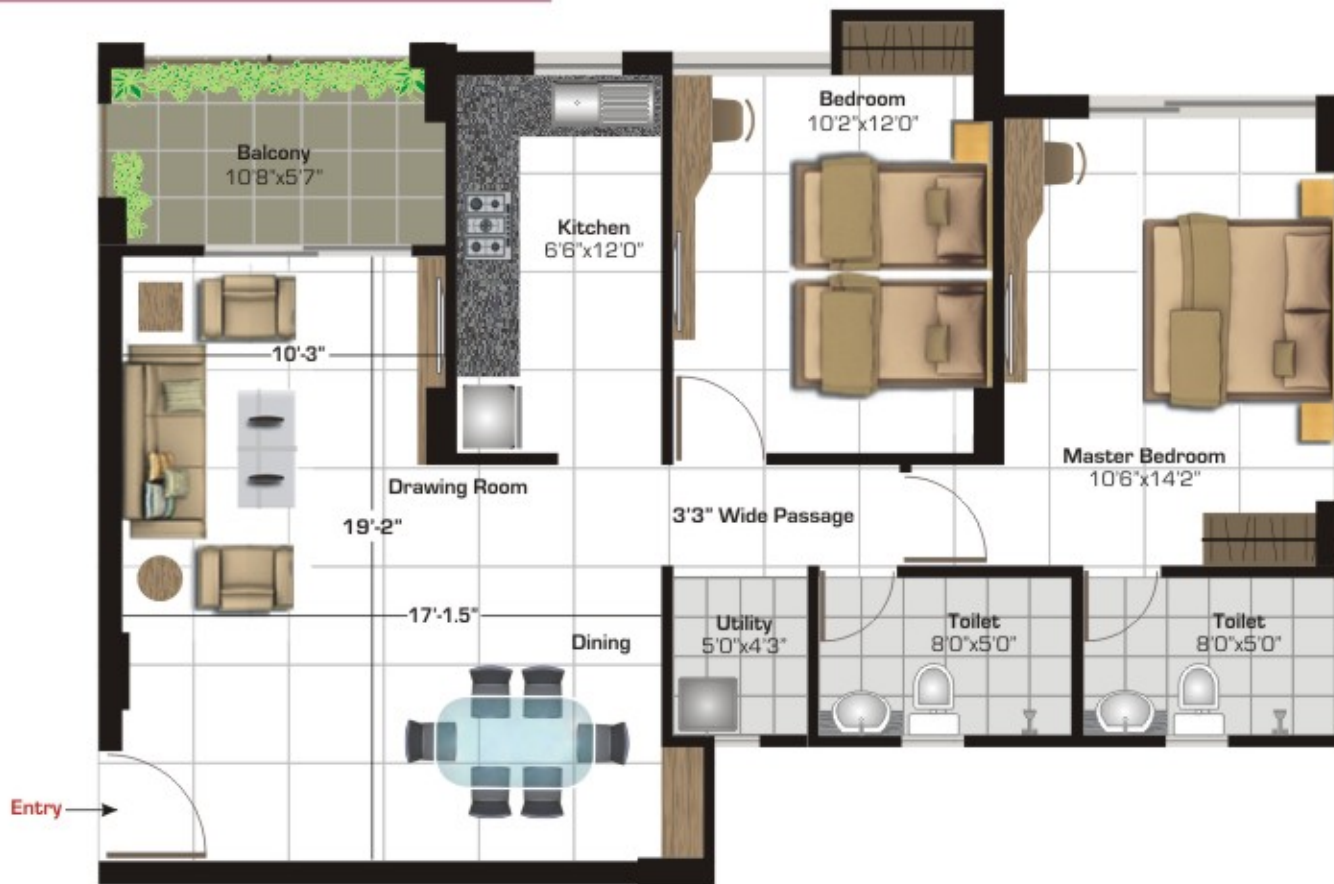 Balcony
10'8"x5'7"
Kitchen
6'6"x12'0"
Bedroom
10'2"x12'0"
Master Bedroom
10'6"x14'2"
10'-3"
Drawing Room
19'-2"
3'3" Wide Passage
17'-1.5"
Dining
Utility
5'0"x4'3"
Toilet
8'0"x5'0"
Toilet
8'0"x5'0"
Entry